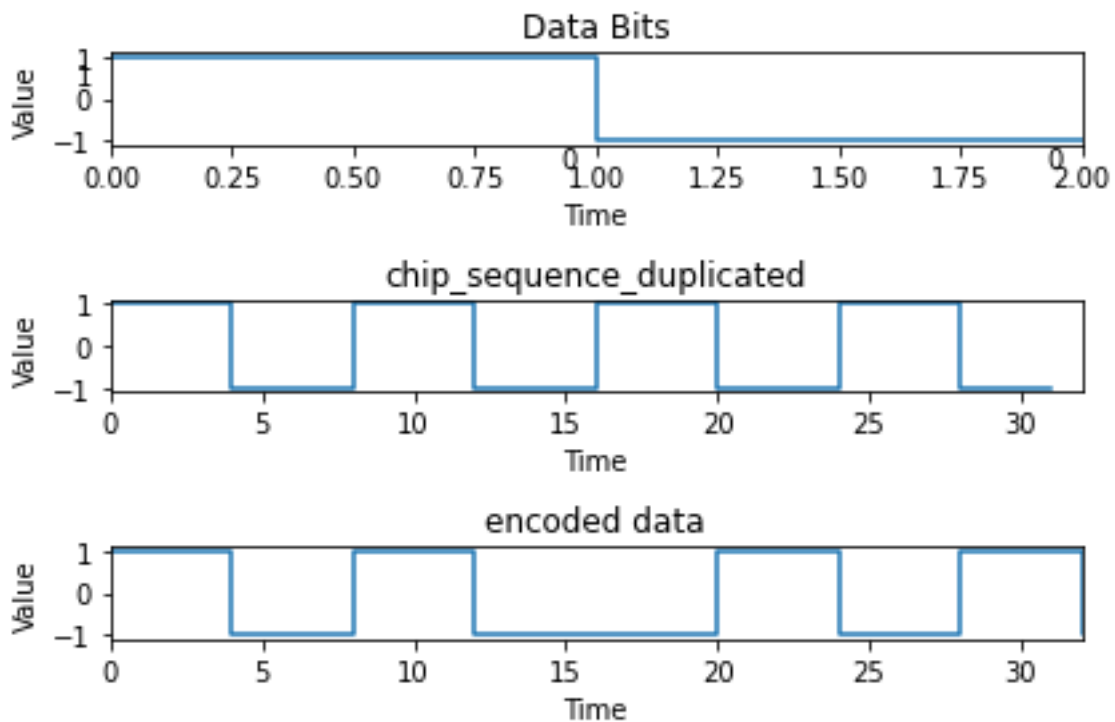 Data Bits
1
1
0
−1
Value
0 0
0.00 0.25 0.50 0.75 1.00 1.25 1.50 1.75 2.00
Time
chip_sequence_duplicated
1
0
−1
Value
0 5 10 15 20 25 30
Time
encoded data
1
0
−1
Value
0 5 10 15 20 25 30
Time